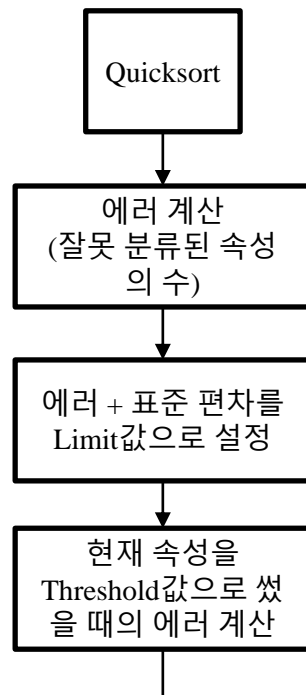 Quicksort
에러 계산
(잘못 분류된 속성
의 수)
에러 + 표준 편차를
Limit값으로 설정
현재 속성을
Threshold값으로 썼
을 때의 에러 계산